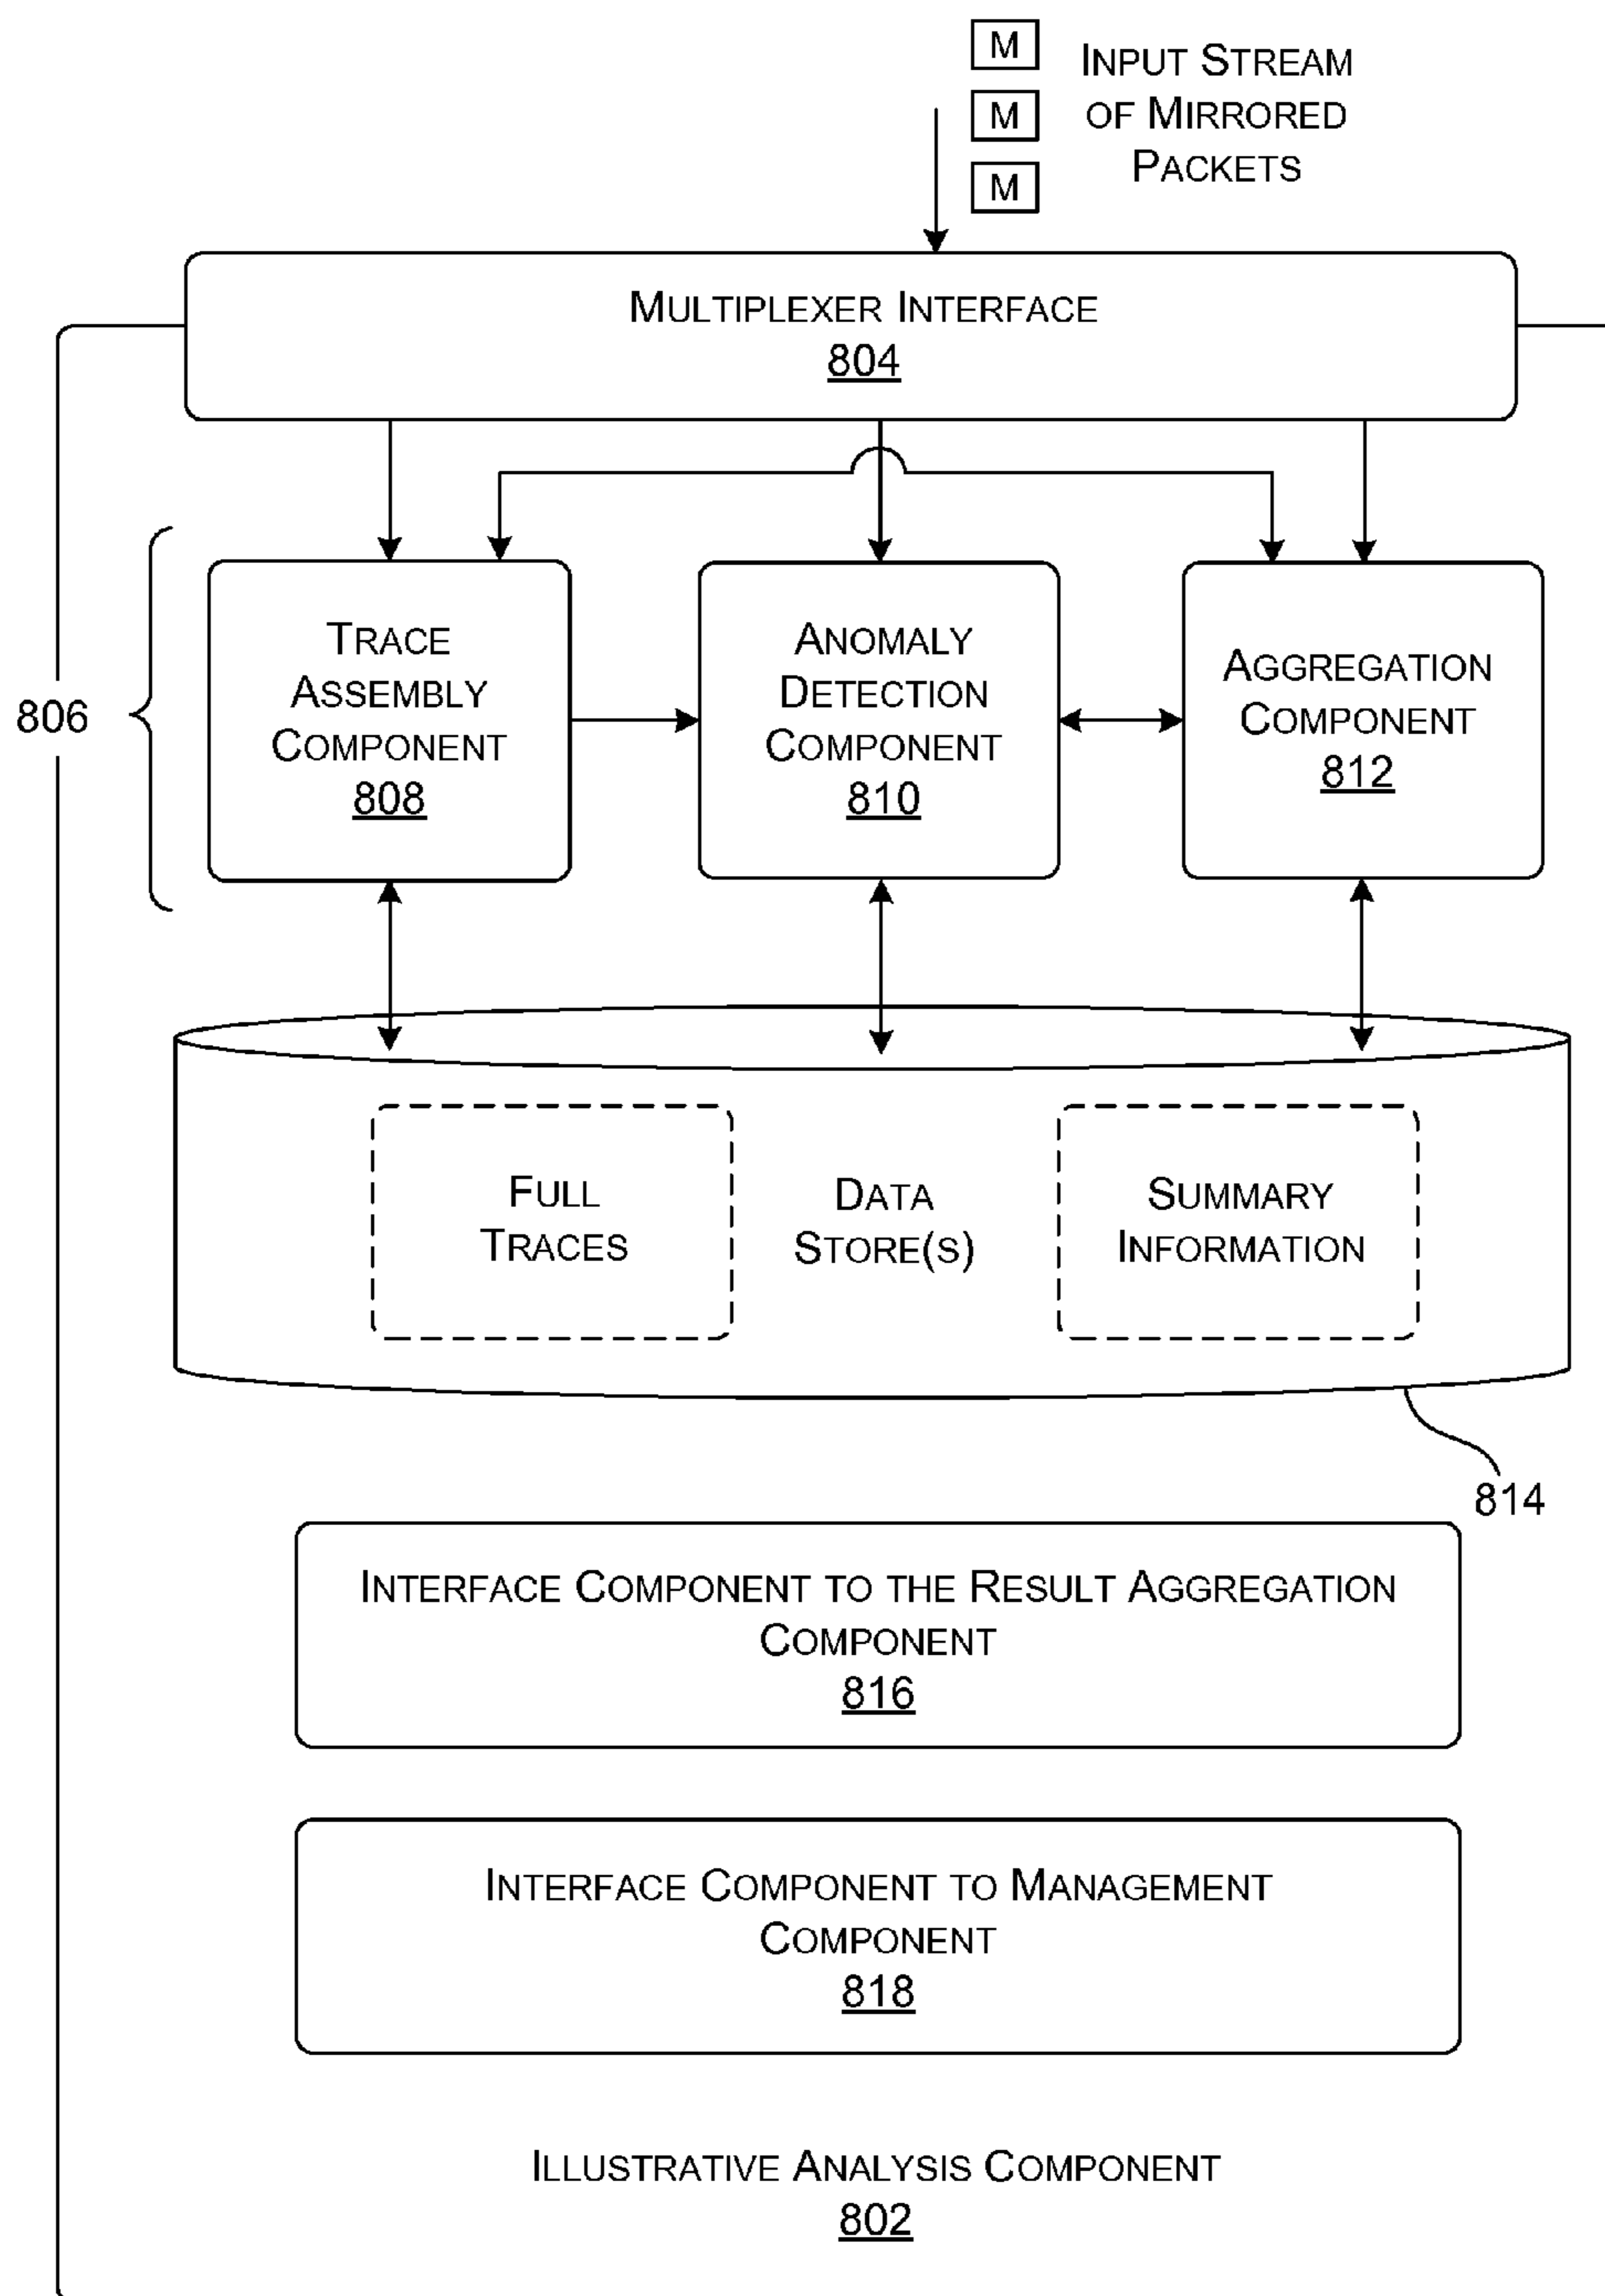 M
M
M
INPUT STREAM
OF MIRRORED
PACKETS
MULTIPLEXER INTERFACE
804
806
TRACE
ASSEMBLY
COMPONENT
808
ANOMALY
DETECTION
COMPONENT
810
AGGREGATION
COMPONENT
812
FULL
TRACES
DATA
STORE(S)
SUMMARY
INFORMATION
814
INTERFACE COMPONENT TO THE RESULT AGGREGATION
COMPONENT
816
INTERFACE COMPONENT TO MANAGEMENT
COMPONENT
818
ILLUSTRATIVE ANALYSIS COMPONENT
802